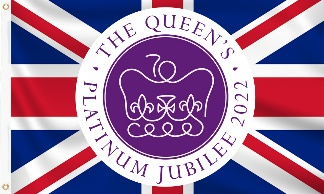 THE QUEEN'S
PLATINUM JUBILEE 2022
70